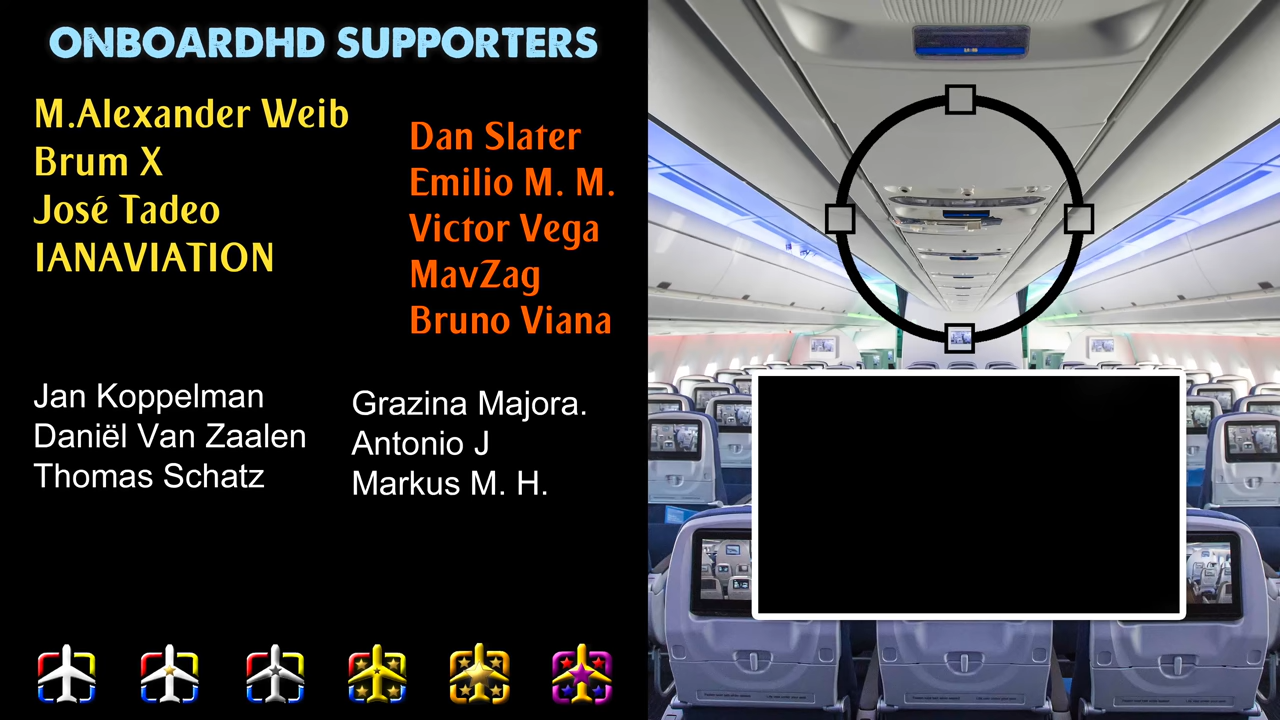 ONBOARDHD SUPPORTERS
M.Alexander Weib
Brum X
José Tadeo
IANAVIATION
Dan Slater
Emilio M. M.
Victor Vega
MavZag
Bruno Viana
Jan Koppelman
Daniël Van Zaalen
Thomas Schatz
Grazina Majora.
Antonio J
Markus M. H.